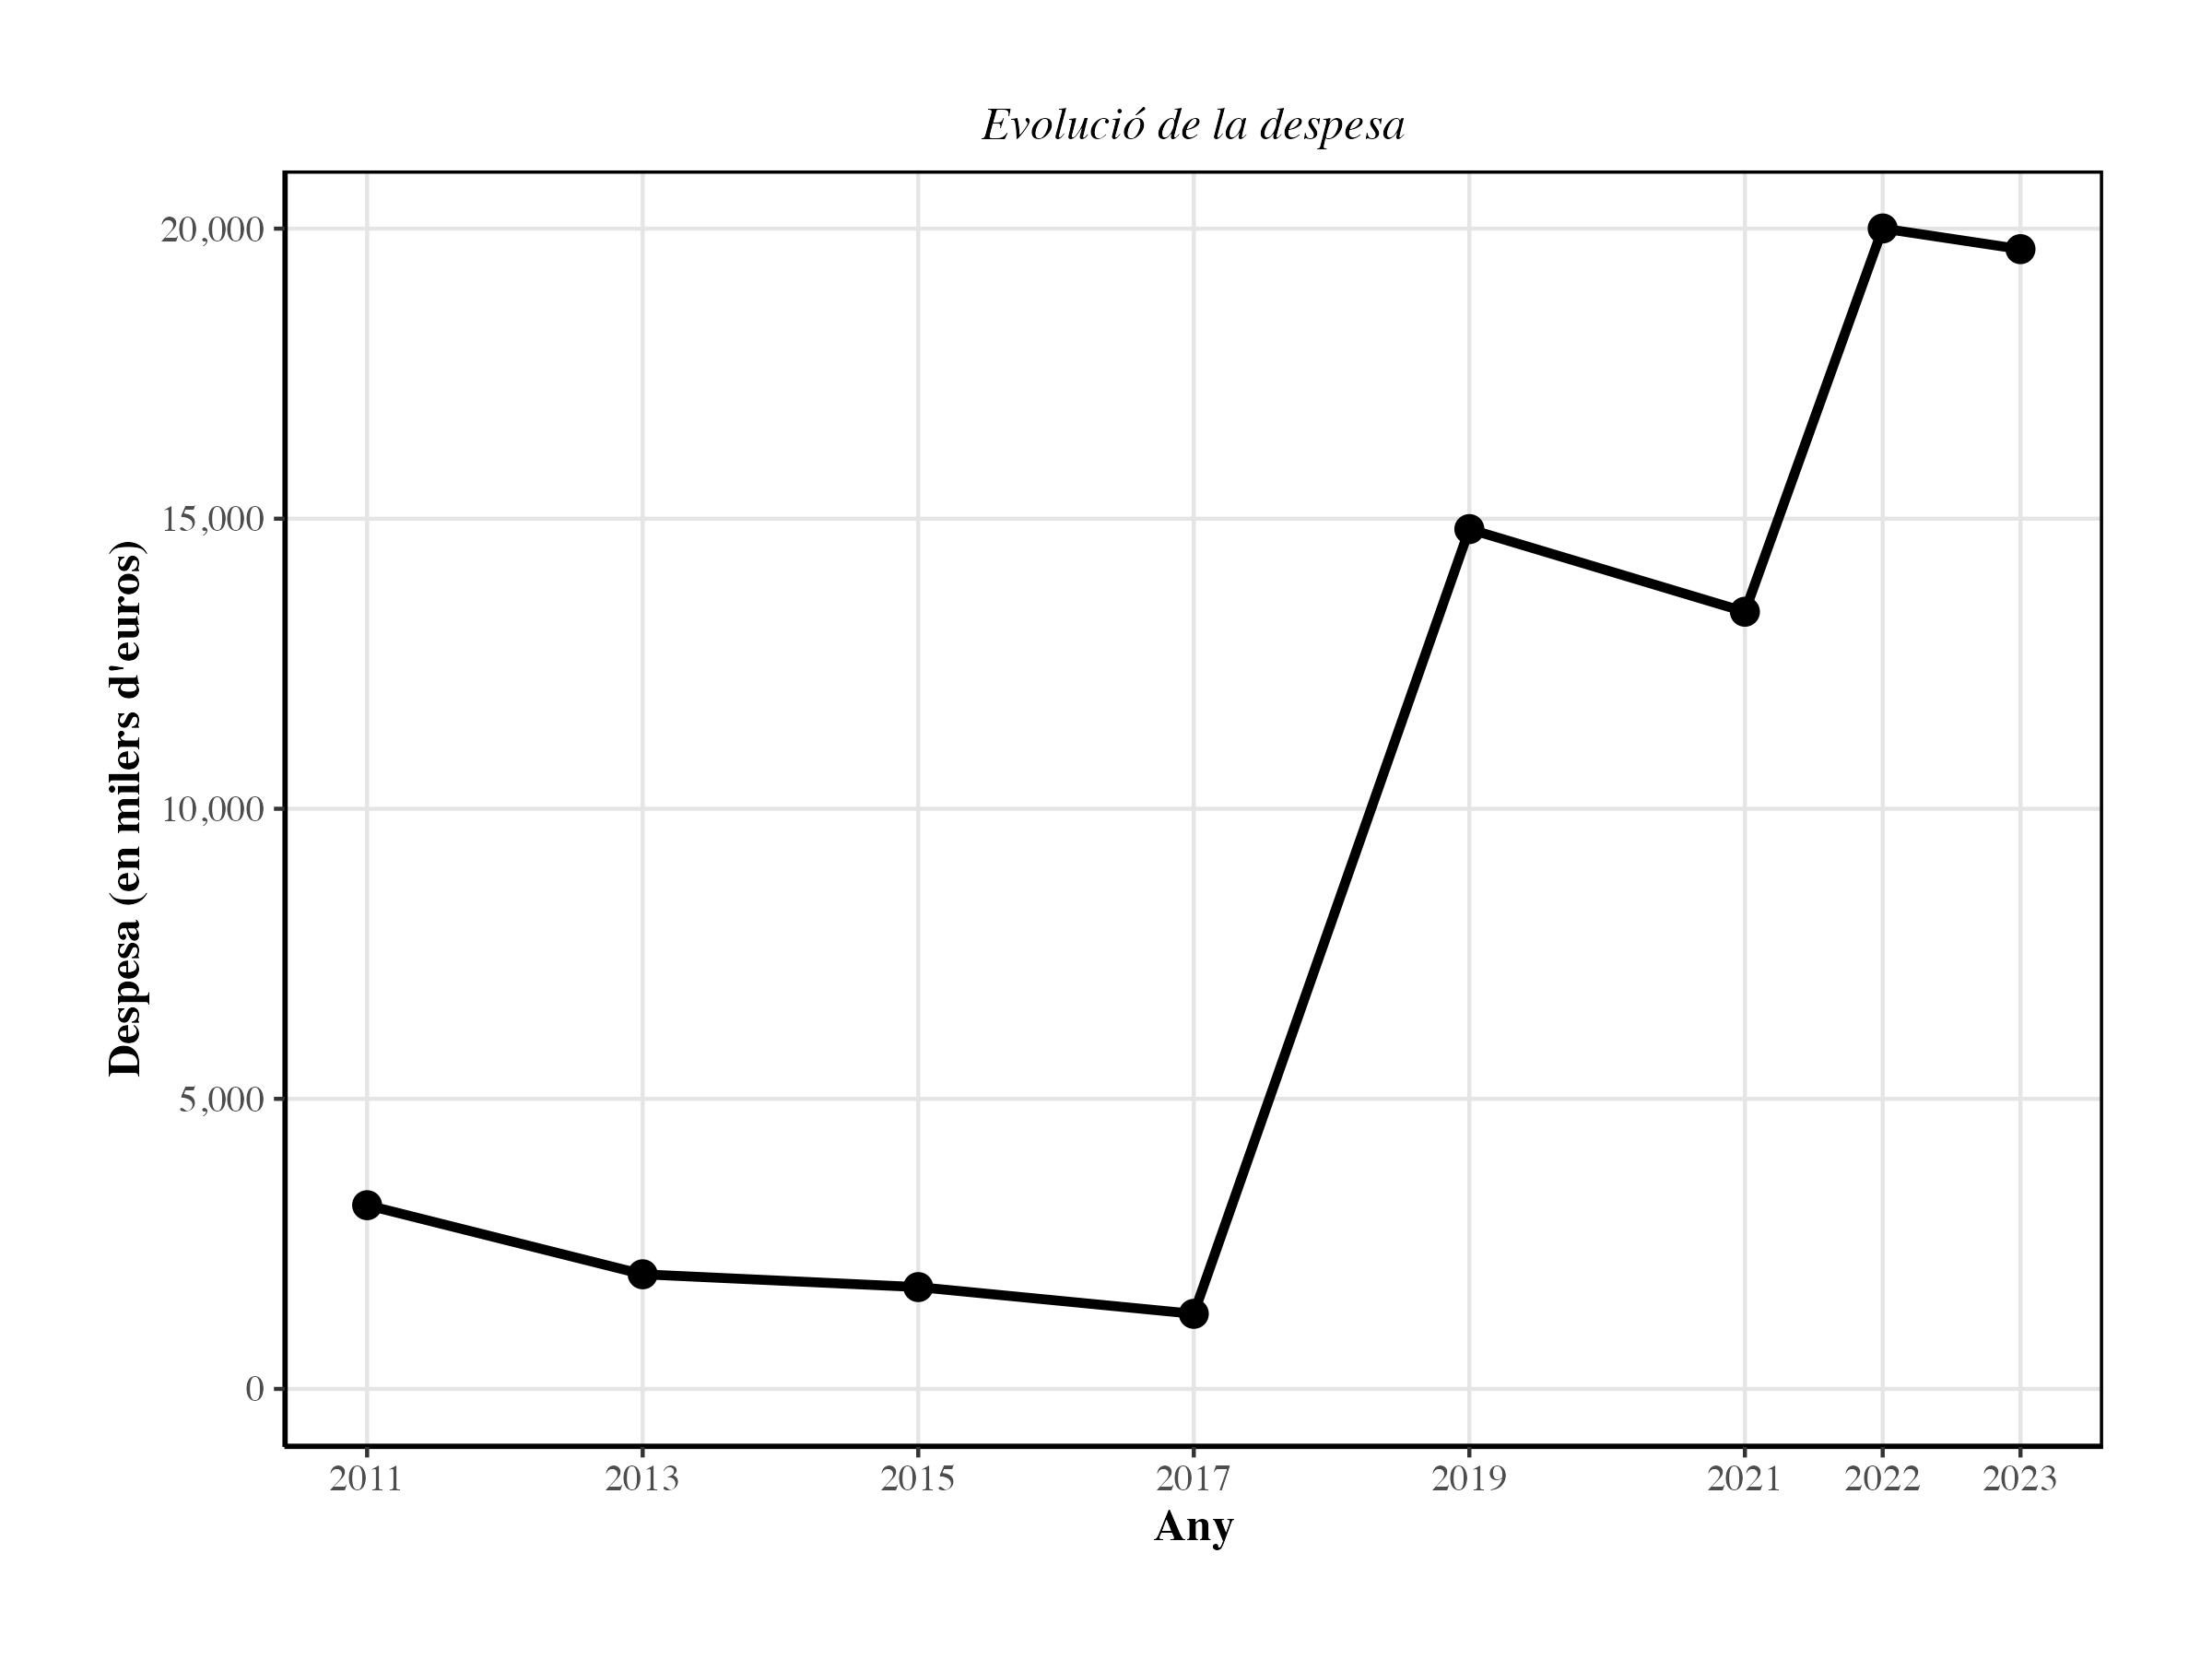 Evolució de la despesa
Despesa (en milers d'euros)
20,000
15,000
10,000
5,000
0
2011 2013 2015 2017 2019 2021 2022 2023
Any